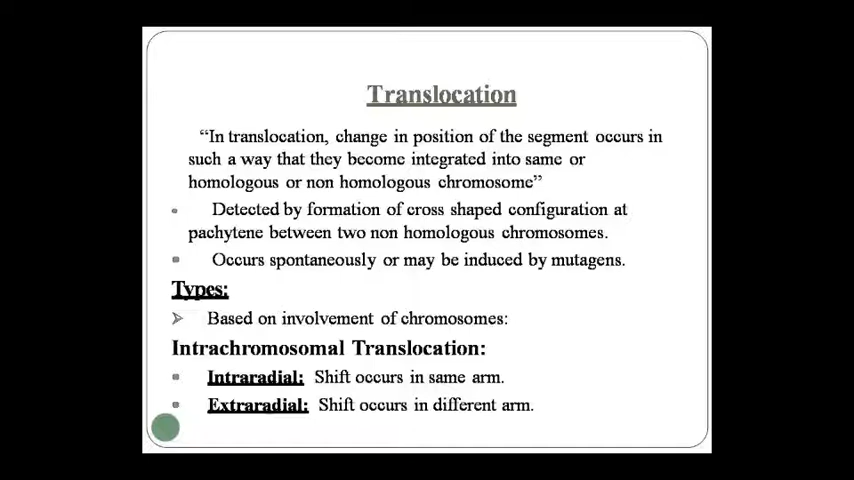 Translocation
“In translocation, change in position of the segment occurs in
such a way that they become integrated into same or
homologous or non homologous chromosome”
Detected by formation of cross shaped configuration at
pachytene between two non homologous chromosomes.
Occurs spontaneously or may be induced by mutagens.
Types:
Based on involvement of chromosomes:
Intrachromosomal Translocation:
Intraradial: Shift occurs in same arm.
Extraradial: Shift occurs in different arm.